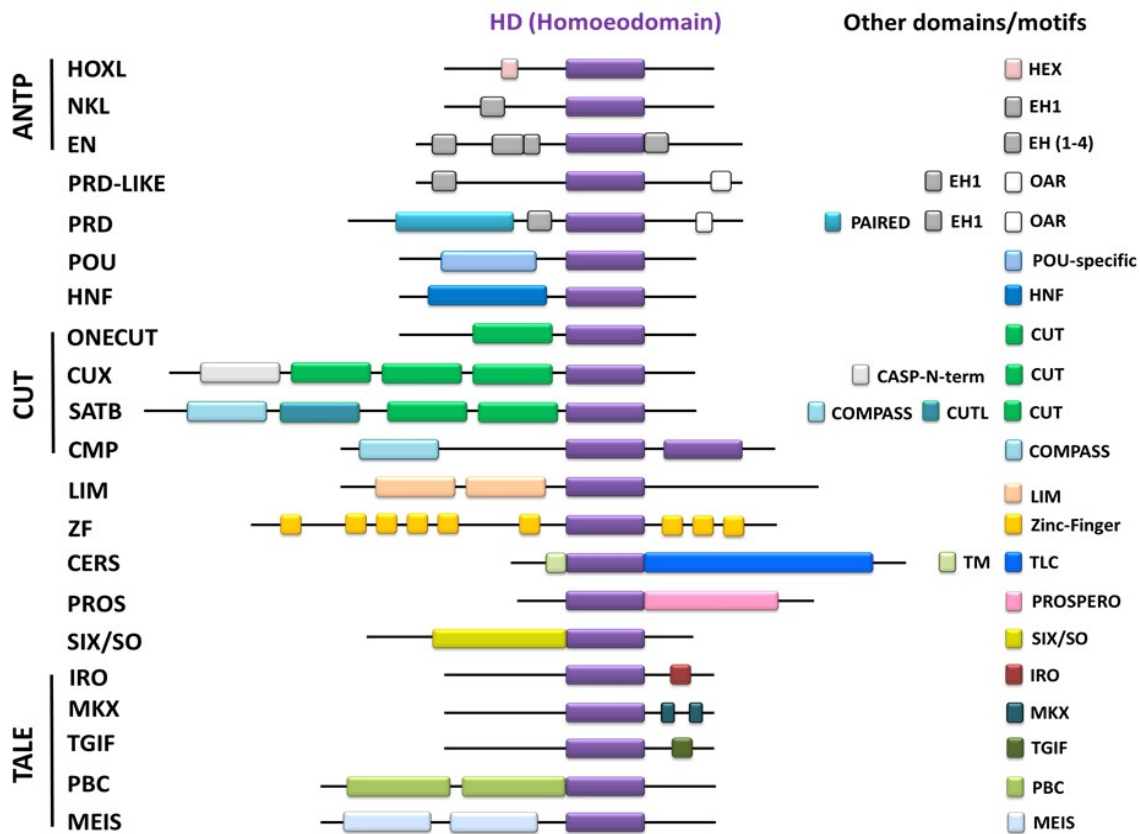 HD (Homoeodomain) Other domains/motifs
ANTP
HOXL HEX
NKL EH1
EN EH (1-4)
PRD-LIKE EH1 OAR
PRD PAIRED EH1 OAR
POU POU-specific
HNF HNF
CUT
ONECUT CUT
CUX CASP-N-term CUT
SATB COMPASS CUTL CUT
CMP COMPASS
LIM LIM
ZF Zinc-Finger
CERS TM TLC
PROS PROSPERO
SIX/SO SIX/SO
TALE
IRO IRO
MKX MKX
TGIF TGIF
PBC PBC
MEIS MEIS